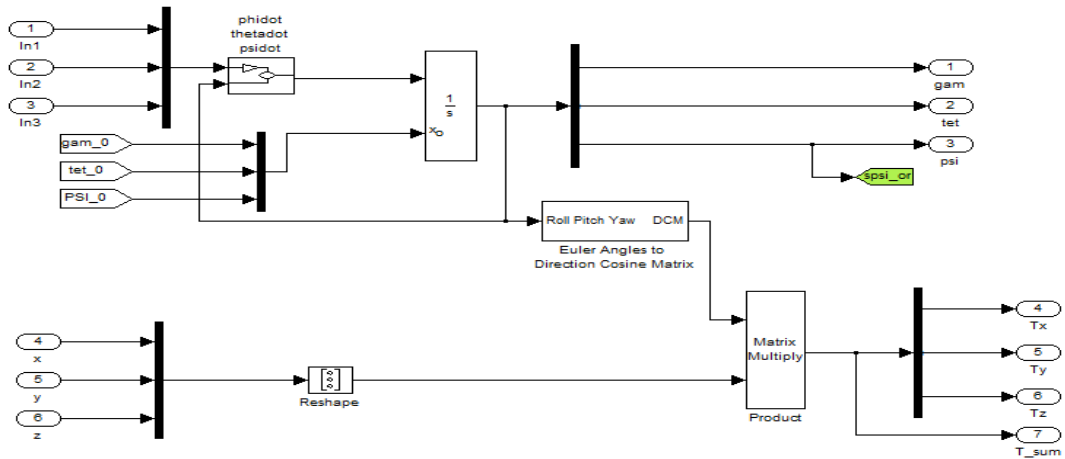 1
In1
2
In2
3
In3
phidot
thetadot
psidot
gam_0
tet_0
PSI_0
1
s
xo
1
gam
2
tet
3
psi
spsi_or
Roll Pitch Yaw DCM
Euler Angles to
Direction Cosine Matrix
4
x
5
y
6
z
Reshape
Matrix
Multiply
Product
4
Tx
5
Ty
6
Tz
7
T_sum